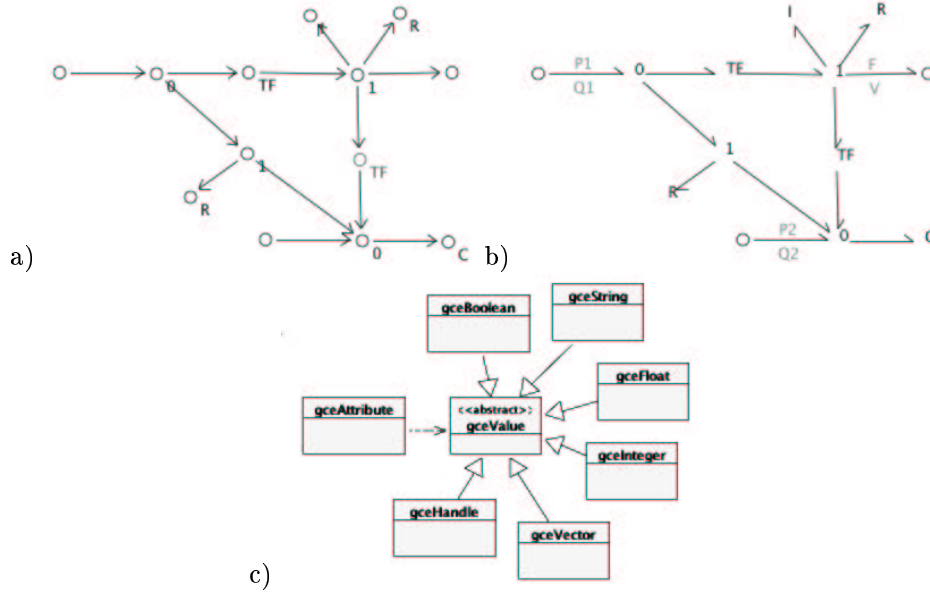 I
R
0
TF
1
1
R
TF
0
C
a)
I
R
P1
0
TF
1
F
Q1
V
1
TF
R
P2
0
C
Q2
b)
gceBoolean
gceString
gceFloat
gceAttribute
<<abstract>>
gceValue
gceInteger
gceHandle
gceVector
c)